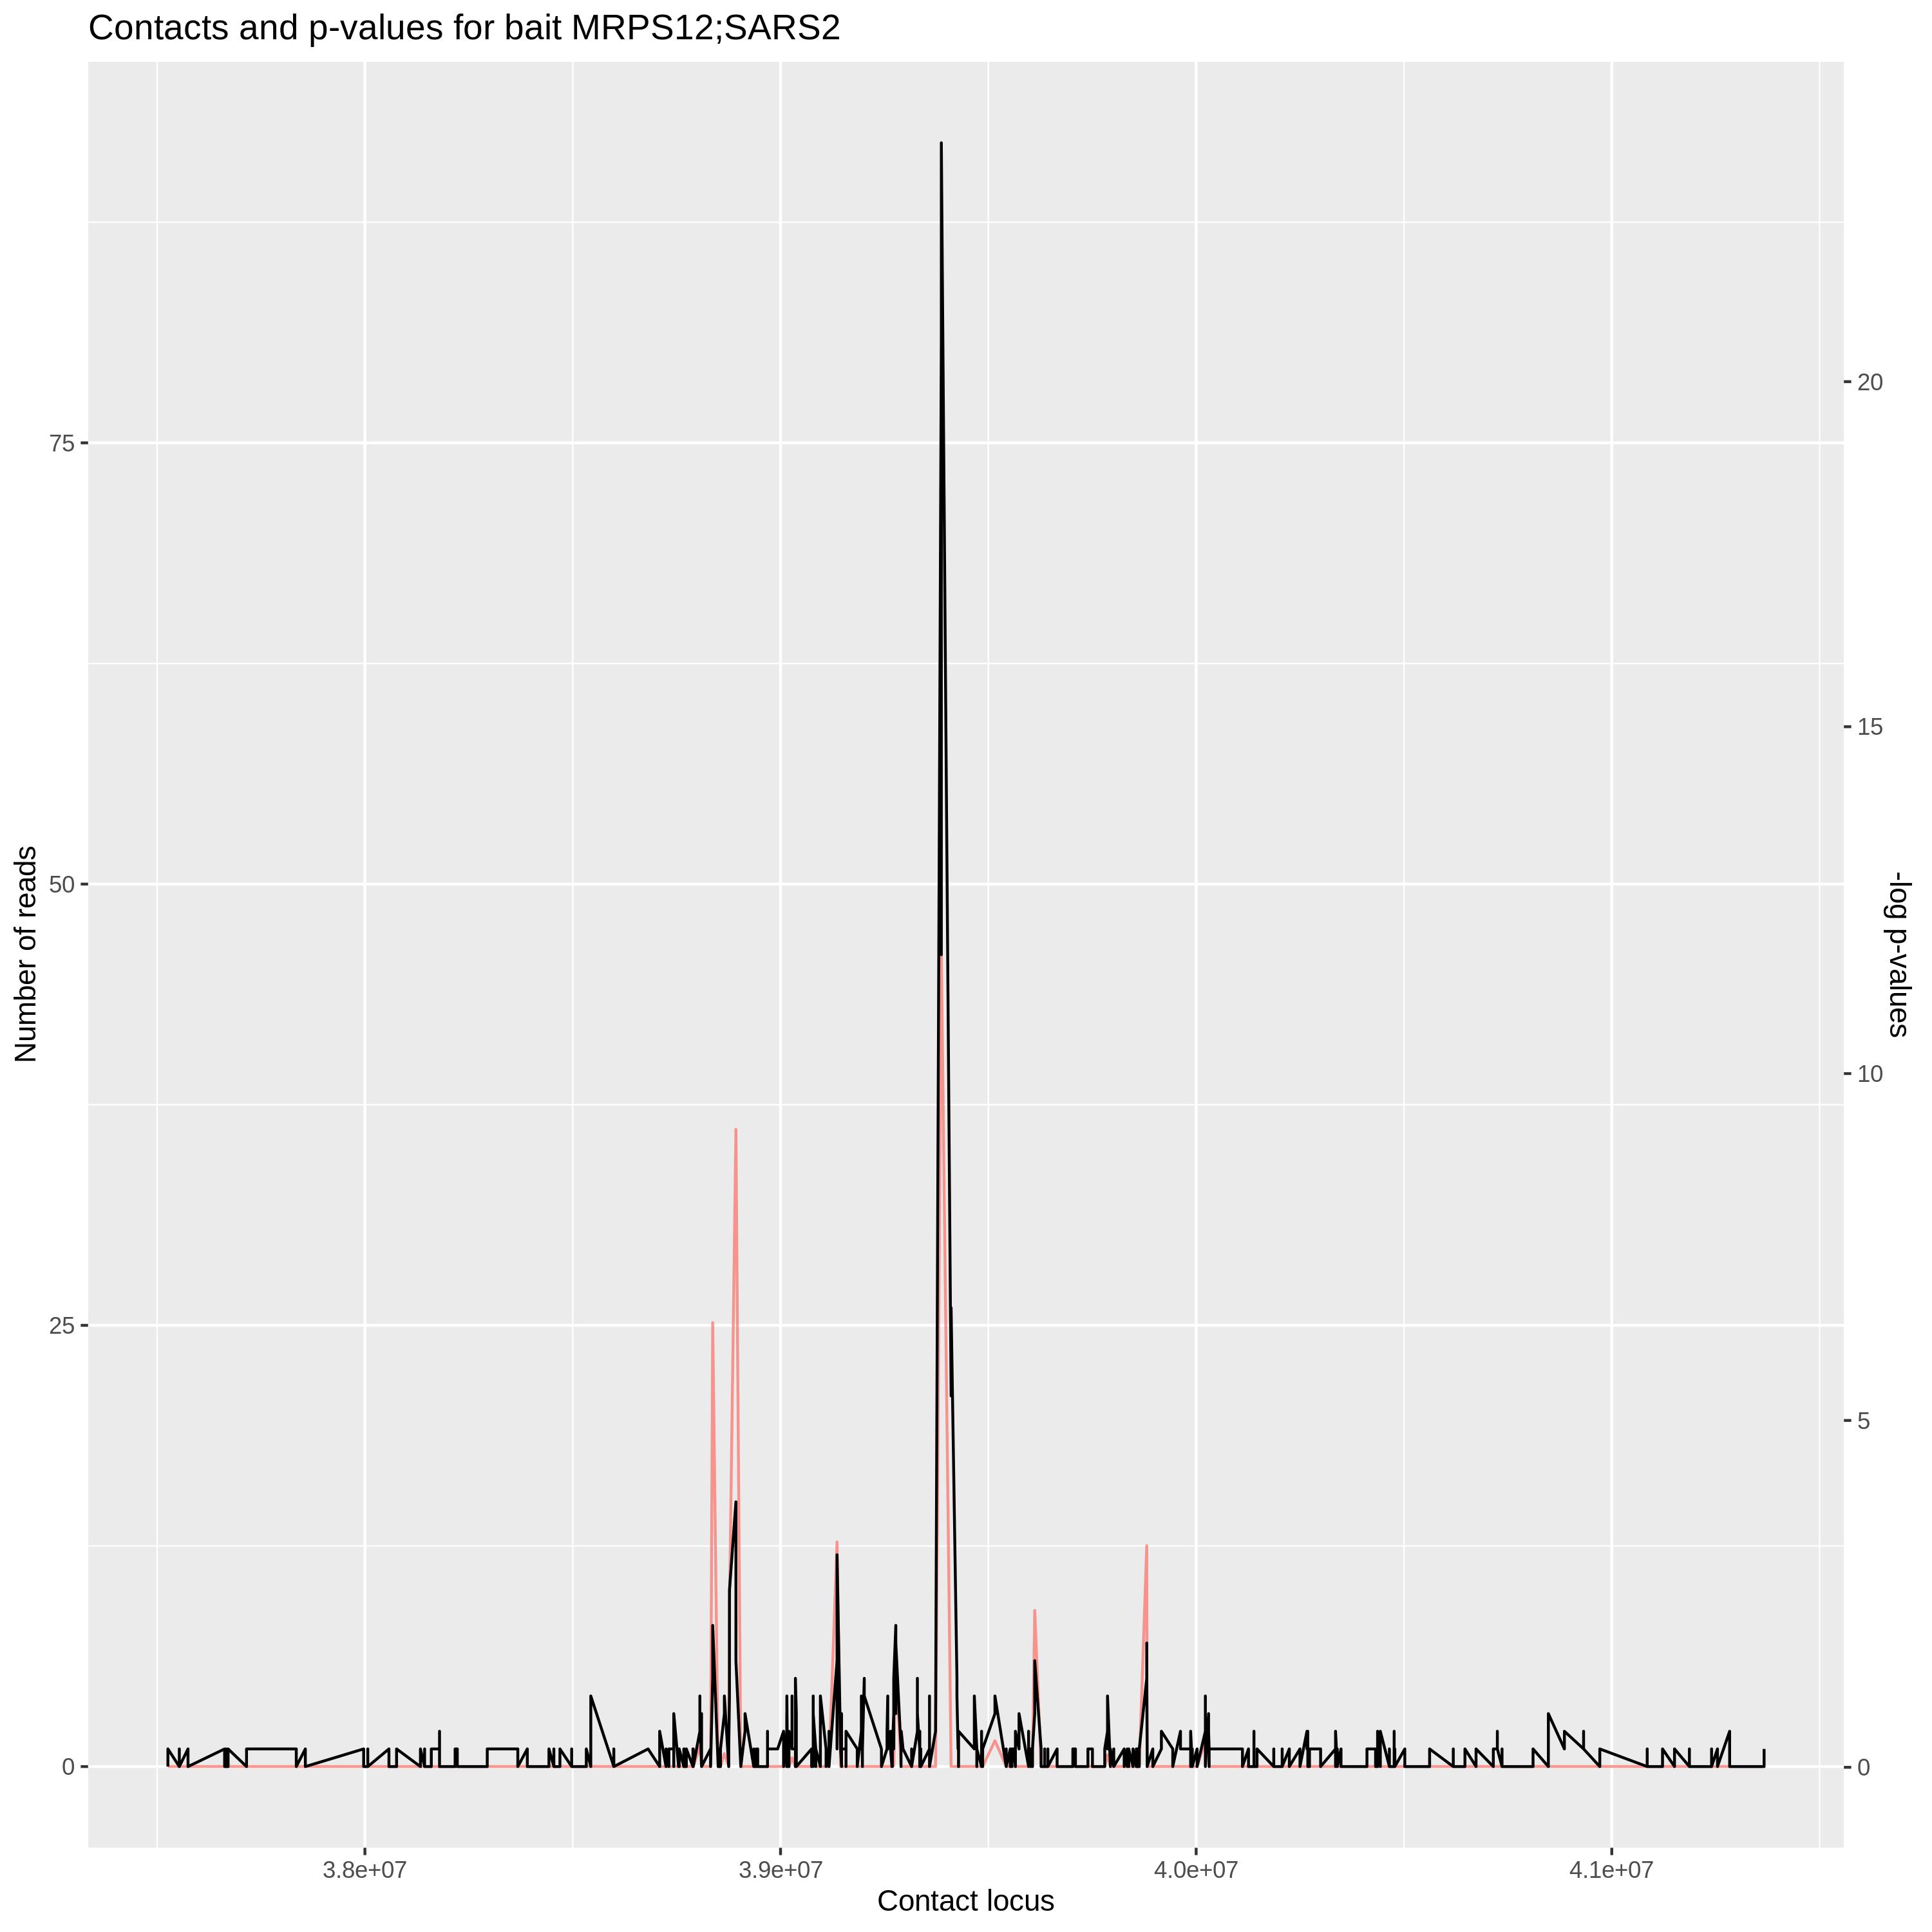 Contacts and p-values for bait MRPS12;SARS2
Number of reads
75
50
25
0
20
15
10
5
0
-log p-values
3.8e+07 3.9e+07 4.0e+07 4.1e+07
Contact locus